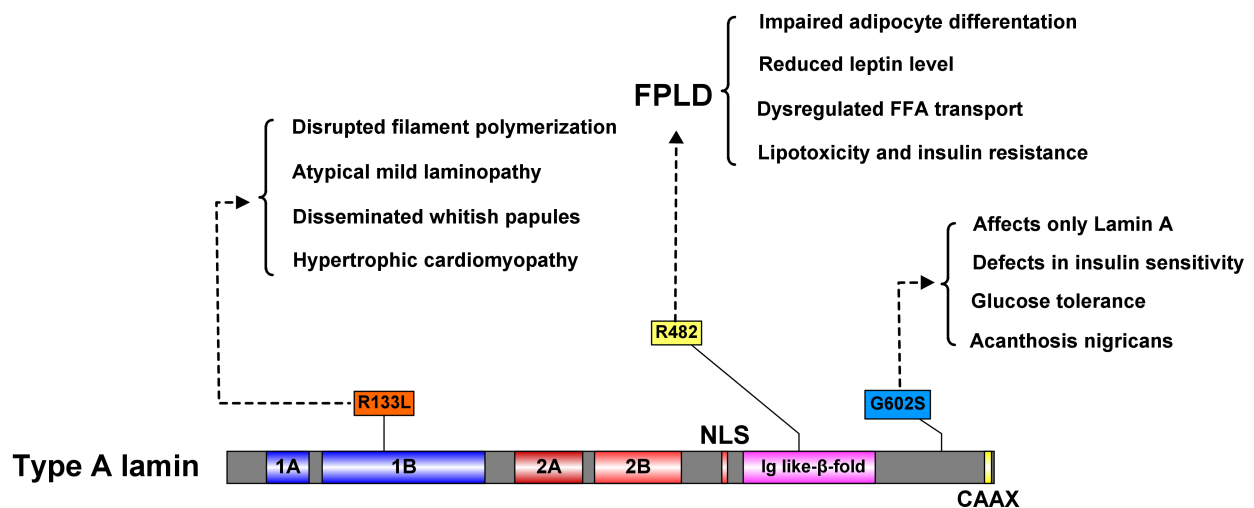 Impaired adipocyte differentation
Reduced leptin level
FPLD
Dysregulated FFA transport
Lipotoxicity and insulin resistance
Disrupted filament polymerization
Atypical mild laminopathy
Disseminated whitish papules
Hypertrophic cardiomyopathy
Affects only Lamin A
Defects in insulin sensitivity
Glucose tolerance
Acanthosis nigricans
R482
R133L
G602S
NLS
Type A lamin
1A
1B
2A
2B
Ig like-β-fold
CAAX